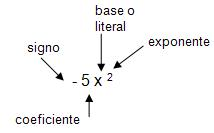 base o
literal
signo
exponente
- 5 x ²
coeficiente